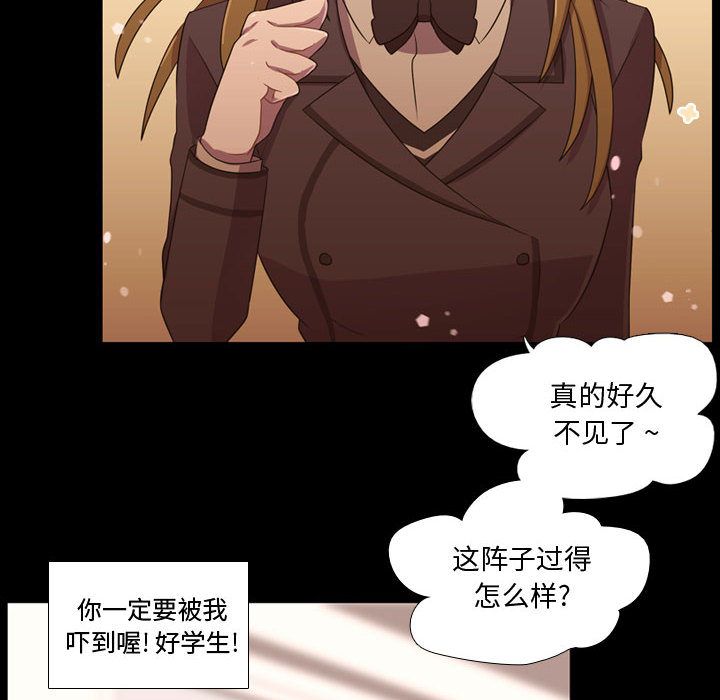 真的好久
不见了~
这阵子过得
怎么样?
你一定要被我
吓到喔! 好学生!